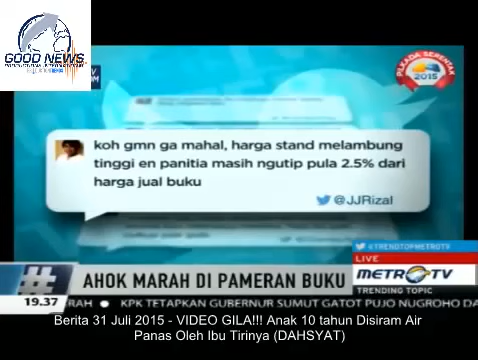 GOOD NEWS
PILKADA SERENTAK
2015
koh gmn ga mahal, harga stand melambung
tinggi en panitia masih ngutip pula 2.5% dari
harga jual buku
@JJRizal
@TRENDTOPMETROTV
LIVE
# AHOK MARAH DI PAMERAN BUKU
METRO TV
TRENDING TOPIC
19.37 RAH • KPK TETAPKAN GUBERNUR SUMUT GATOT PUJO NUGROHO DA
Berita 31 Juli 2015 - VIDEO GILA!!! Anak 10 tahun Disiram Air
Panas Oleh Ibu Tirinya (DAHSYAT)